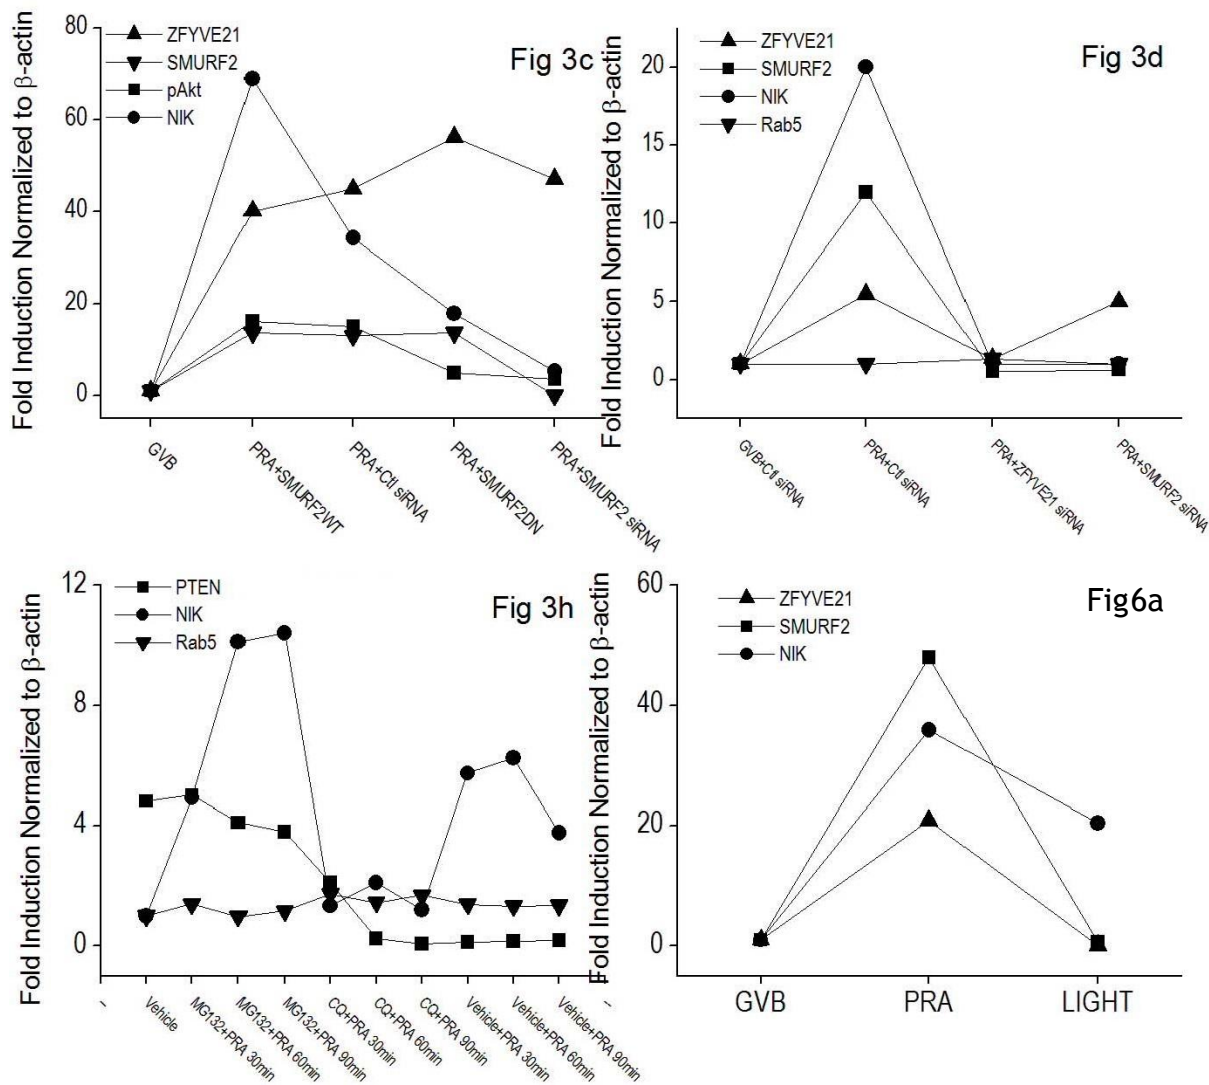 Fig 3c
ZFYVE21
SMURF2
pAkt
NIK
Fold Induction Normalized to β-actin
80
60
40
20
0
GVB
PRA+SMURF2WT
PRA+Ctl siRNA
PRA+SMURF2DN
PRA+SMURF2 siRNA
Fig 3d
ZFYVE21
SMURF2
NIK
Rab5
Fold Induction Normalized to β-actin
20
15
10
5
0
GVB+Ctl siRNA
PRA+Ctl siRNA
PRA+ZFYVE21 siRNA
PRA+SMURF2 siRNA
Fig 3h
PTEN
NIK
Rab5
Fold Induction Normalized to β-actin
12
8
4
0
--
Vehicle
MG132+PRA 30min
MG132+PRA 60min
MG132+PRA 90min
CQ+PRA 30min
CQ+PRA 60min
CQ+PRA 90min
Vehicle+PRA 30min
Vehicle+PRA 60min
Vehicle+PRA 90min
--
Fig6a
ZFYVE21
SMURF2
NIK
Fold Induction Normalized to β-actin
60
40
20
0
GVB
PRA
LIGHT